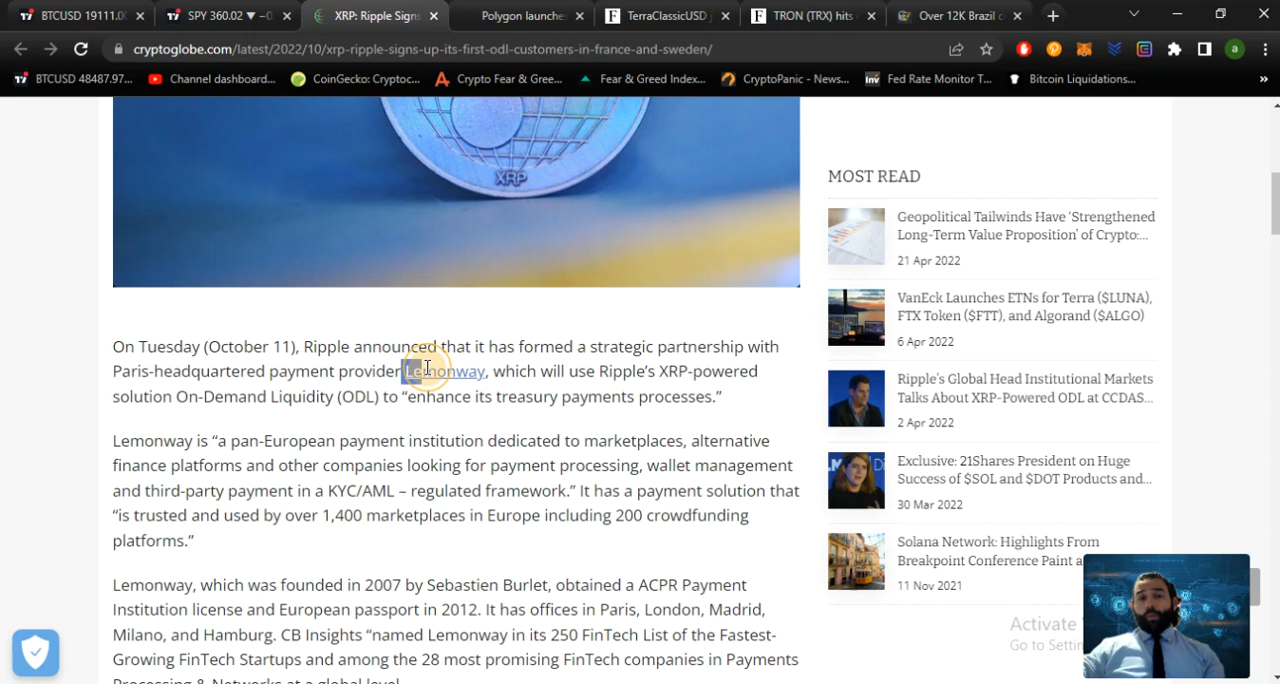 BTCUSD 19111.00
SPY 360.02 ▼ −0
XRP: Ripple Signs
Polygon launches
TerraClassicUSD
TRON (TRX) hits
Over 12K Brazil c
cryptoglobe.com/latest/2022/10/xrp-ripple-signs-up-its-first-odl-customers-in-france-and-sweden/
a
BTCUSD 48487.97...
Channel dashboard...
CoinGecko: Cryptoc...
Crypto Fear & Gree...
Fear & Greed Index...
CryptoPanic - News...
Fed Rate Monitor T...
Bitcoin Liquidations...
XRP
On Tuesday (October 11), Ripple announced that it has formed a strategic partnership with
Paris-headquartered payment provider Lemonway, which will use Ripple’s XRP-powered
solution On-Demand Liquidity (ODL) to “enhance its treasury payments processes.”
Lemonway is “a pan-European payment institution dedicated to marketplaces, alternative
finance platforms and other companies looking for payment processing, wallet management
and third-party payment in a KYC/AML – regulated framework.” It has a payment solution that
“is trusted and used by over 1,400 marketplaces in Europe including 200 crowdfunding
platforms.”
Lemonway, which was founded in 2007 by Sebastien Burlet, obtained a ACPR Payment
Institution license and European passport in 2012. It has offices in Paris, London, Madrid,
Milano, and Hamburg. CB Insights “named Lemonway in its 250 FinTech List of the Fastest-
Growing FinTech Startups and among the 28 most promising FinTech companies in Payments
Processing & Networks at a global level.
MOST READ
Geopolitical Tailwinds Have ‘Strengthened
Long-Term Value Proposition’ of Crypto:...
21 Apr 2022
VanEck Launches ETNs for Terra ($LUNA),
FTX Token ($FTT), and Algorand ($ALGO)
6 Apr 2022
Ripple’s Global Head Institutional Markets
Talks About XRP-Powered ODL at CCDAS...
2 Apr 2022
Exclusive: 21Shares President on Huge
Success of $SOL and $DOT Products and...
30 Mar 2022
Solana Network: Highlights From
Breakpoint Conference Paint a
11 Nov 2021
Activate
Go to Settin